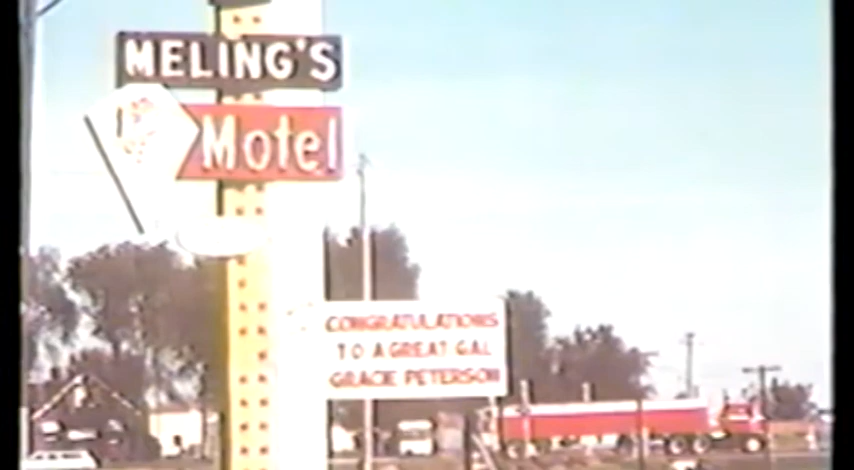 MELING'S
Motel
CONGRATULATIONS
TO A GREAT GAL
GRACIE PETERSON